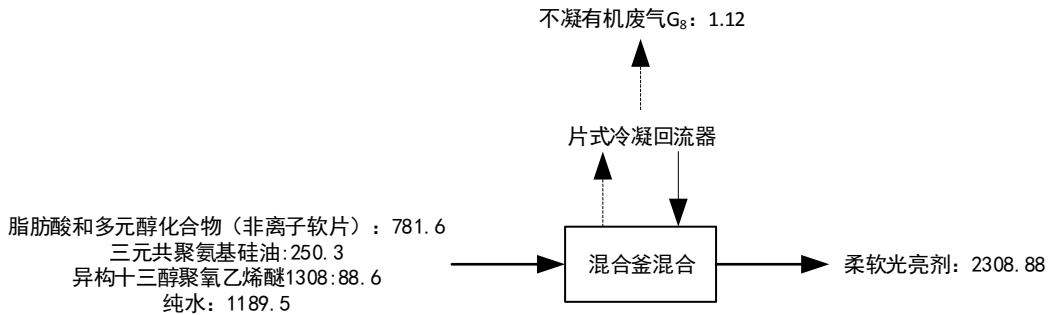 不凝有机废气G₈：1.12
片式冷凝回流器
脂肪酸和多元醇化合物（非离子软片）：781.6
三元共聚氨基硅油:250.3
异构十三醇聚氧乙烯醚1308:88.6
纯水：1189.5
混合釜混合
柔软光亮剂：2308.88